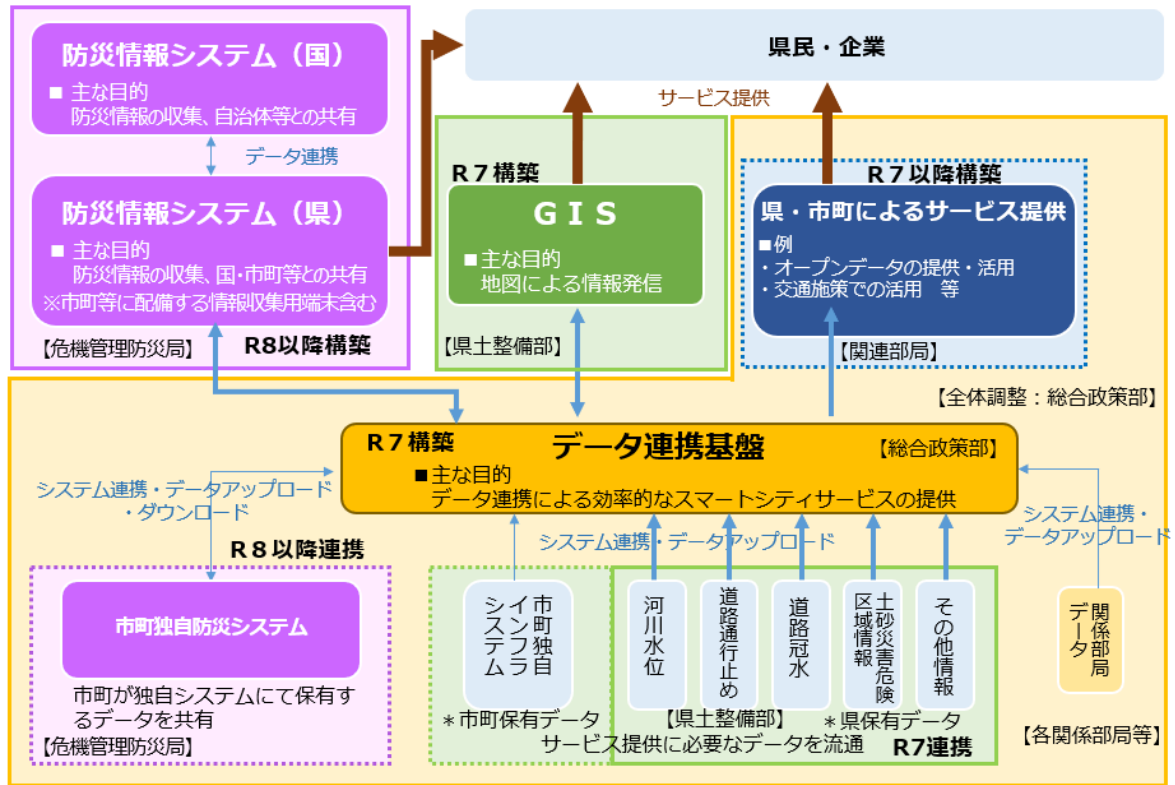 防災情報システム（国）
■ 主な目的
防災情報の収集、自治体等との共有
データ連携
防災情報システム（県）
■ 主な目的
防災情報の収集、国・市町等との共有
※市町等に配備する情報収集用端末含む
【危機管理防災局】
R8以降構築
県民・企業
サービス提供
R７構築
ＧＩＳ
■主な目的
地図による情報発信
【県土整備部】
R７以降構築
県・市町によるサービス提供
■例
・オープンデータの提供・活用
・交通施策での活用　等
【関連部局】
【全体調整：総合政策部】
R７構築
データ連携基盤
【総合政策部】
■主な目的
データ連携による効率的なスマートシティサービスの提供
システム連携・データアップロード
・ダウンロード
R８以降連携
市町独自防災システム
市町が独自システムにて保有す
るデータを共有
【危機管理防災局】
システム連携・データアップロード
市町独自
インフラ
システム
＊市町保有データ
河川水位
道路通行止め
道路冠水
土砂災害危険
区域情報
その他情報
【県土整備部】
＊県保有データ
サービス提供に必要なデータを流通
R7連携
システム連携・
データアップロード
関係部局
データ
【各関係部局等】